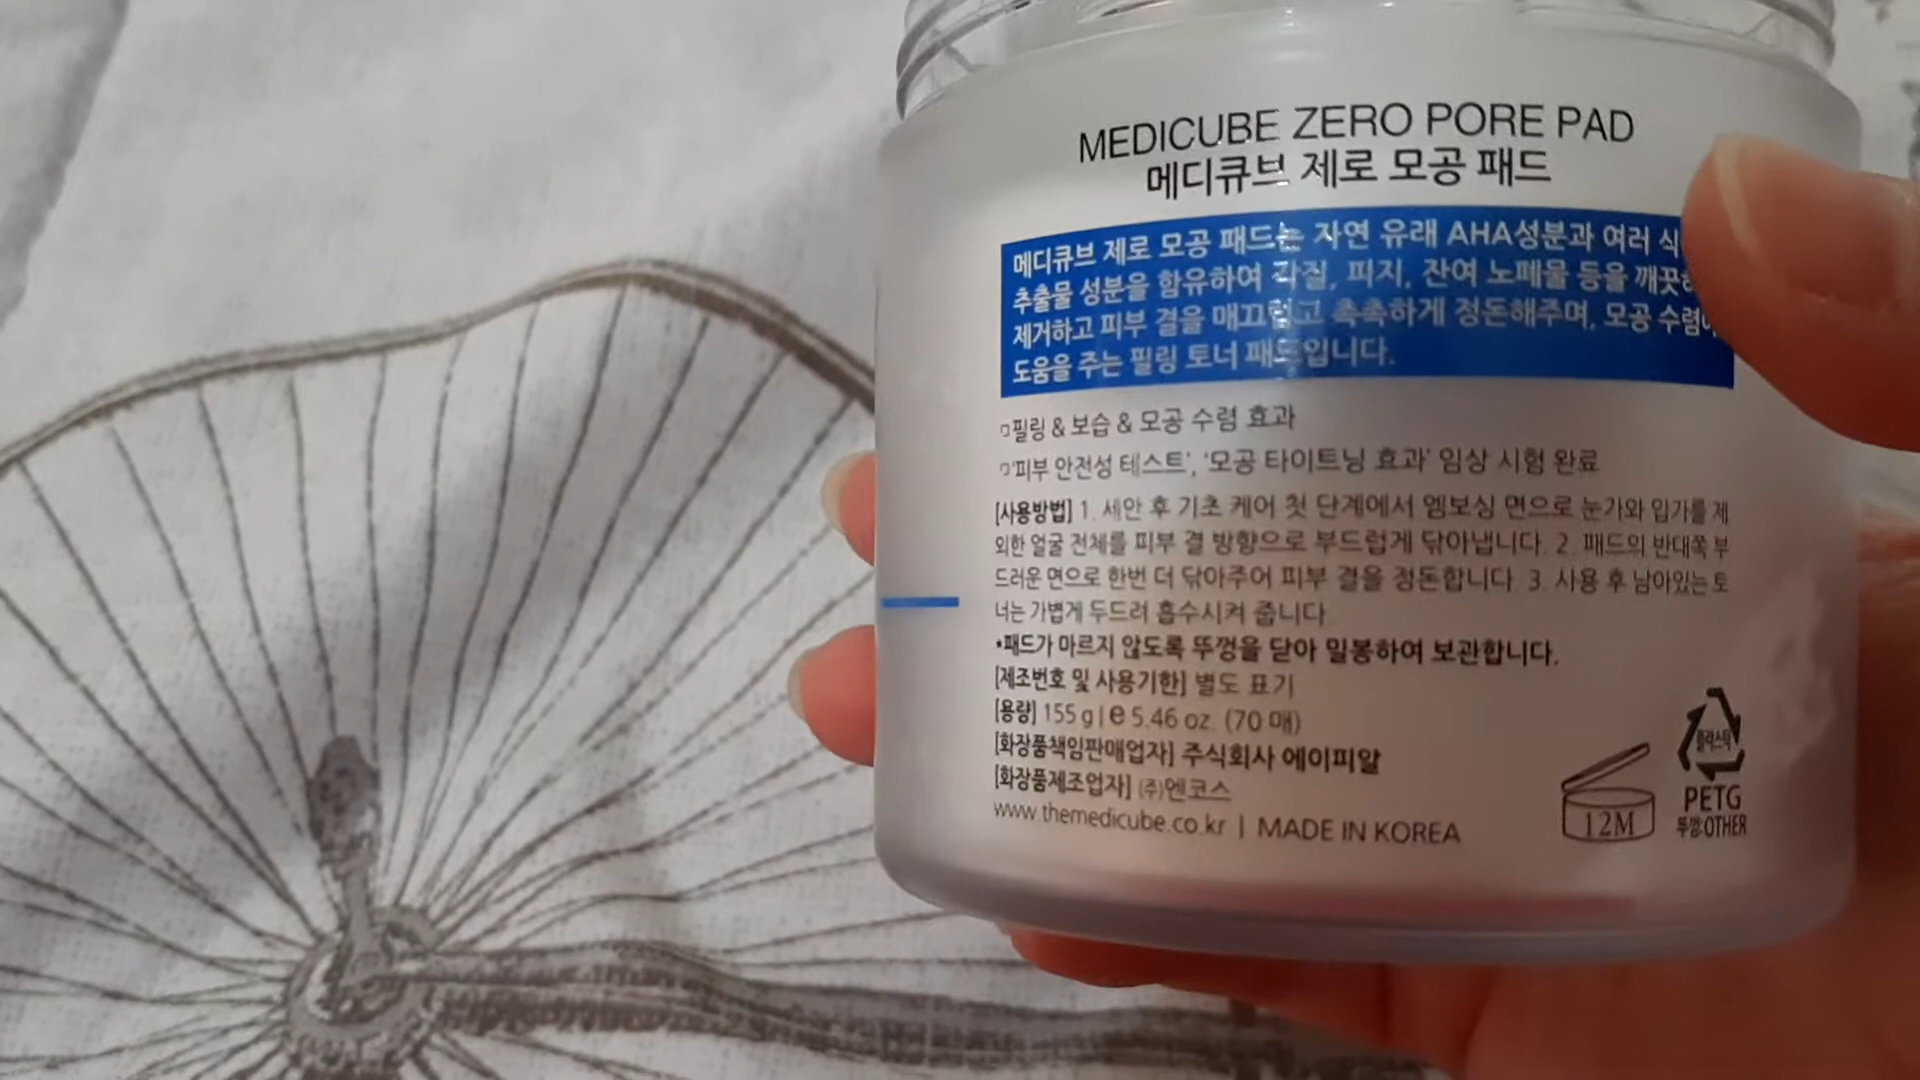 MEDICUBE ZERO PORE PAD
메디큐브 제로 모공 패드
메디큐브 제로 모공 패드는 자연 유래 AHA성분과 여러
추출물 성분을 함유하여 각질, 피지, 잔여 노폐물 등을
제거하고 피부 결을 매끄럽고 촉촉하게 정돈해주며, 모공
도움을 주는 필링 토너 패드입니다.
▫필링 & 보습 & 모공 수렴 효과
▫'피부 안전성 테스트', '모공 타이트닝 효과' 임상 시험 완료
[사용방법] 1. 세안 후 기초 케어 첫 단계에서 엠보싱 면으로 눈가와 입가를 제
외한 얼굴 전체를 피부 결 방향으로 부드럽게 닦아냅니다. 2. 패드의 반대쪽 부
드러운 면으로 한번 더 닦아주어 피부 결을 정돈합니다. 3. 사용 후 남아있는 토
너는 가볍게 두드려 흡수시켜 줍니다.
*패드가 마르지 않도록 뚜껑을 닫아 밀봉하여 보관합니다.
[제조번호 및 사용기한] 별도 표기
[용량] 155 g | ℮ 5.46 oz. (70 매)
[화장품책임판매업자] 주식회사 에이피알
[화장품제조업자] (주)엔코스
www.themedicube.co.kr | MADE IN KOREA
12M
플라스틱
PETG
뚜껑:OTHER